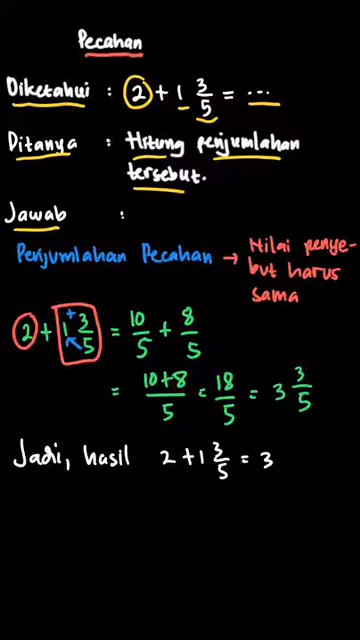 Pecahan
Diketahui : 2 + 1 3/5 = ...
Ditanya : Hitung penjumlahan
tersebut.
Jawab :
Penjumlahan Pecahan → Nilai penye-
but harus
sama
2 + 1 3/5 = 10/5 + 8/5
+
= 10+8/5 = 18/5 = 3 3/5
Jadi, hasil 2 + 1 3/5 = 3